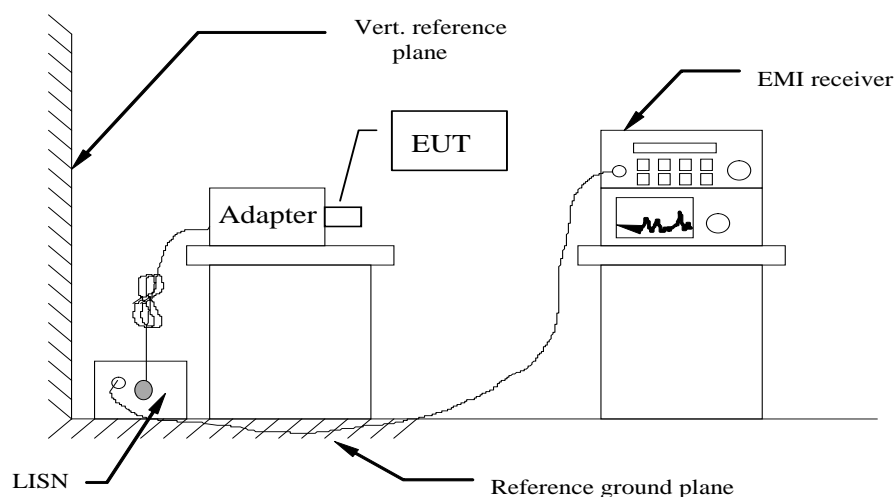 Vert. reference
plane
EMI receiver
EUT
Adapter
LISN
Reference ground plane